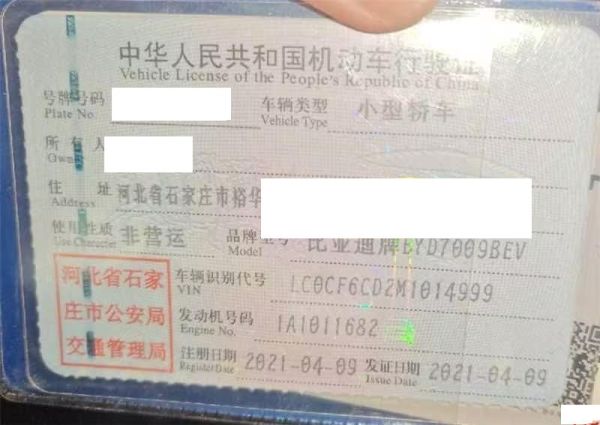 中华人民共和国机动车行驶证
Vehicle License of the People's Republic of China
号牌号码
Plate No.
车辆类型 小型轿车
Vehicle Type
所有人
Owner
住址 河北省石家庄市裕华
Address
使用性质 非营运
Use Character
品牌型号 比亚迪牌BYD7009BEV
Model
河北省石家
庄市公安局
交通管理局
车辆识别代号 LC0CF6CD2M1014999
VIN
发动机号码 1A1011682
Engine No.
注册日期 2021-04-09 发证日期 2021-04-09
Register Date Issue Date